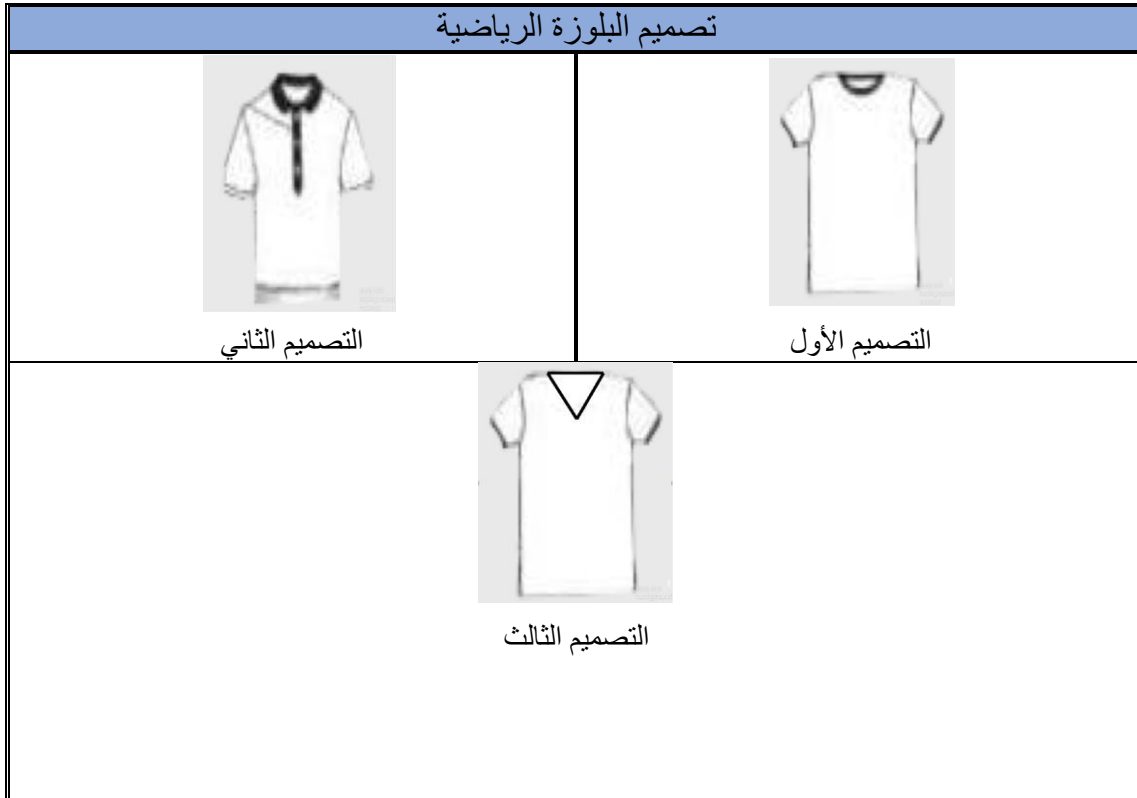 تصميم البلوزة الرياضية
التصميم الأول
التصميم الثاني
التصميم الثالث